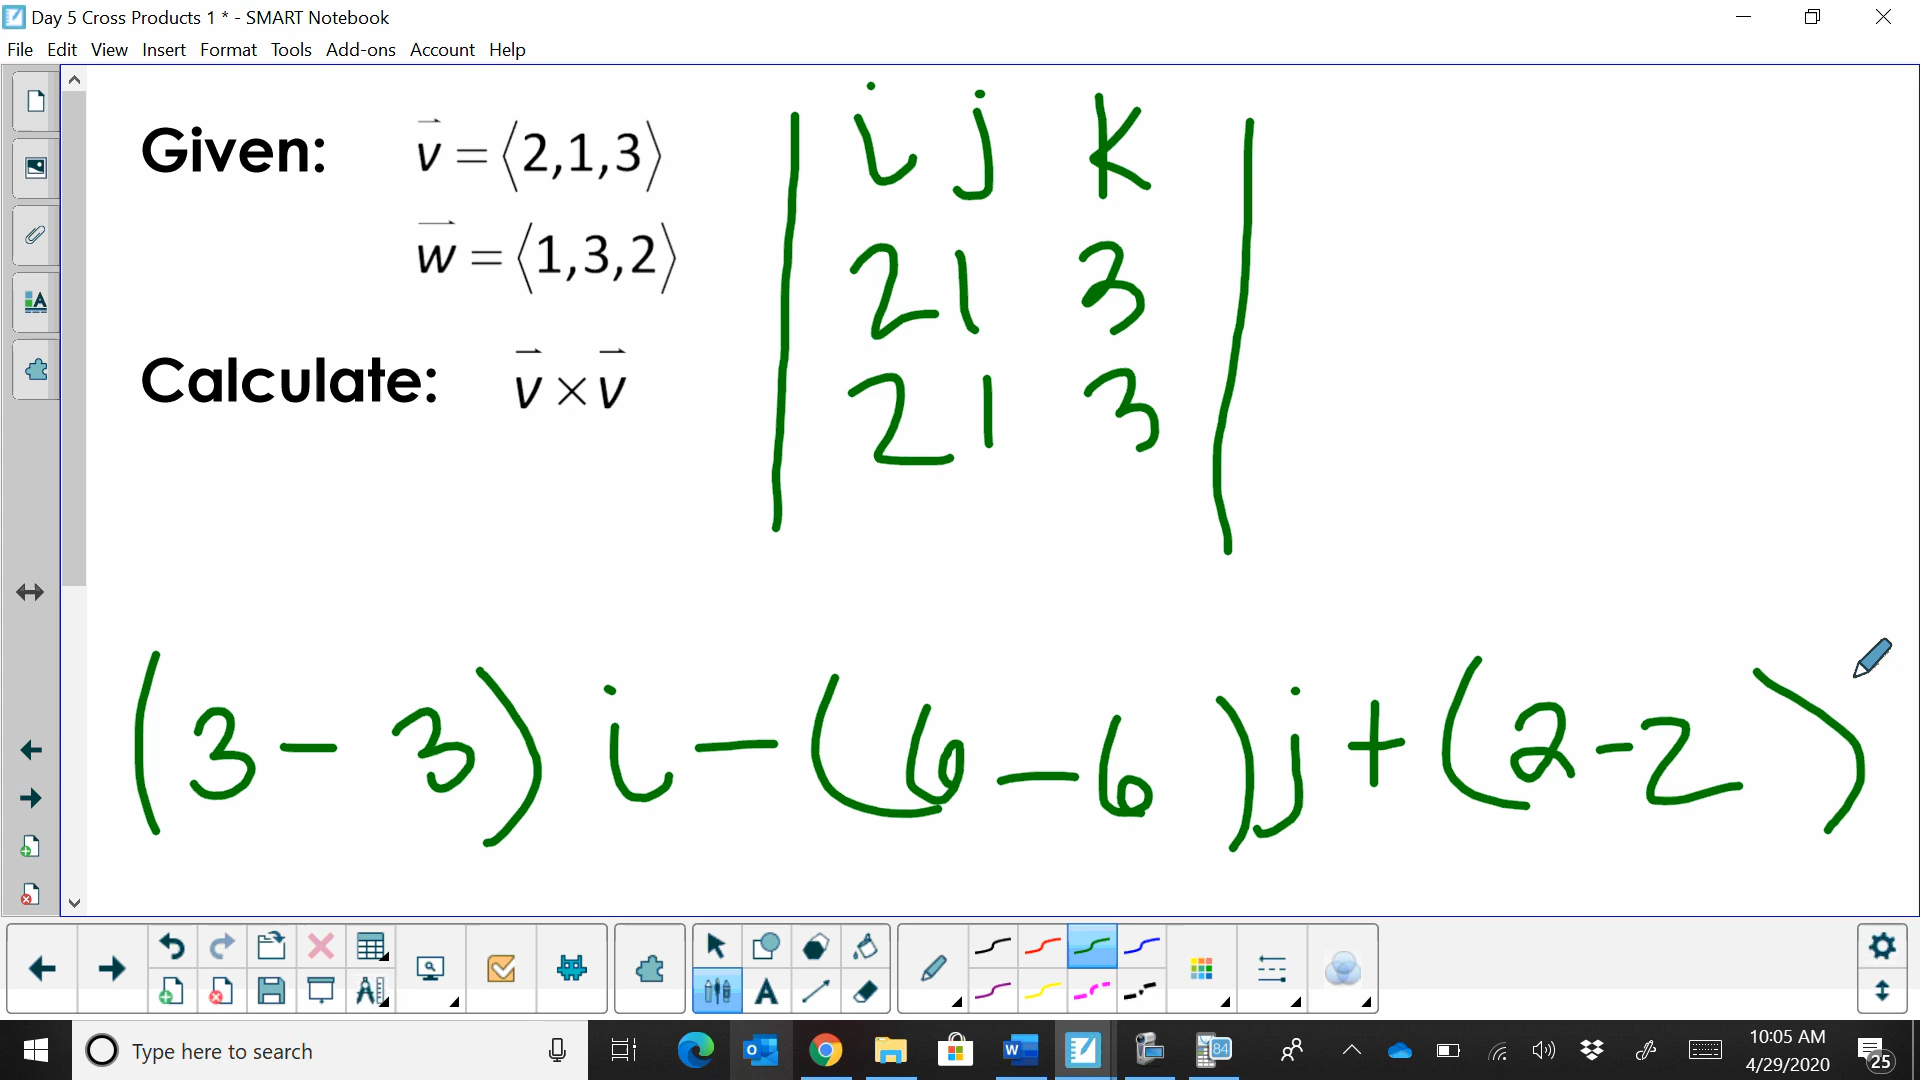 Day 5 Cross Products 1 * - SMART Notebook
File Edit View Insert Format Tools Add-ons Account Help
Given: v = ⟨2,1,3⟩
w = ⟨1,3,2⟩
Calculate: v × v
i j k
2 1 3
2 1 3
(3 - 3) i - (6 - 6) j + (2 - 2)
A
A
84
Type here to search
10:05 AM
4/29/2020
25